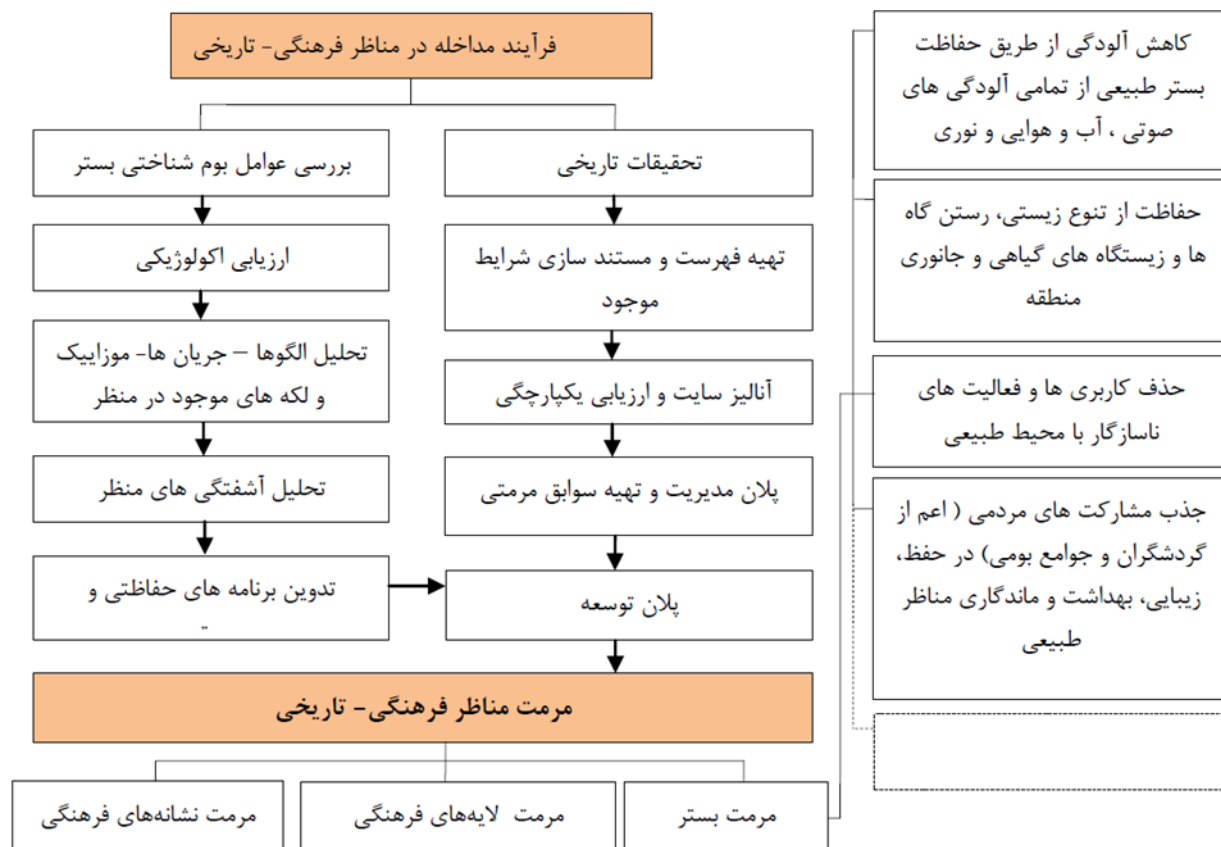 فرآیند مداخله در مناظر فرهنگی- تاریخی
تحقیقات تاریخی
تهیه فهرست و مستند سازی شرایط
موجود
آنالیز سایت و ارزیابی یکپارچگی
پلان مدیریت و تهیه سوابق مرمتی
پلان توسعه
بررسی عوامل بوم شناختی بستر
ارزیابی اکولوژیکی
تحلیل الگوها – جریان ها- موزاییک
و لکه های موجود در منظر
تحلیل آشفتگی های منظر
تدوین برنامه های حفاظتی و
مرمت مناظر فرهنگی- تاریخی
مرمت بستر
مرمت لایه‌های فرهنگی
مرمت نشانه‌های فرهنگی
کاهش آلودگی از طریق حفاظت
بستر طبیعی از تمامی آلودگی های
صوتی ، آب و هوایی و نوری
حفاظت از تنوع زیستی، رستن گاه
ها و زیستگاه های گیاهی و جانوری
منطقه
حذف کاربری ها و فعالیت های
ناسازگار با محیط طبیعی
جذب مشارکت های مردمی ( اعم از
گردشگران و جوامع بومی) در حفظ،
زیبایی، بهداشت و ماندگاری مناظر
طبیعی